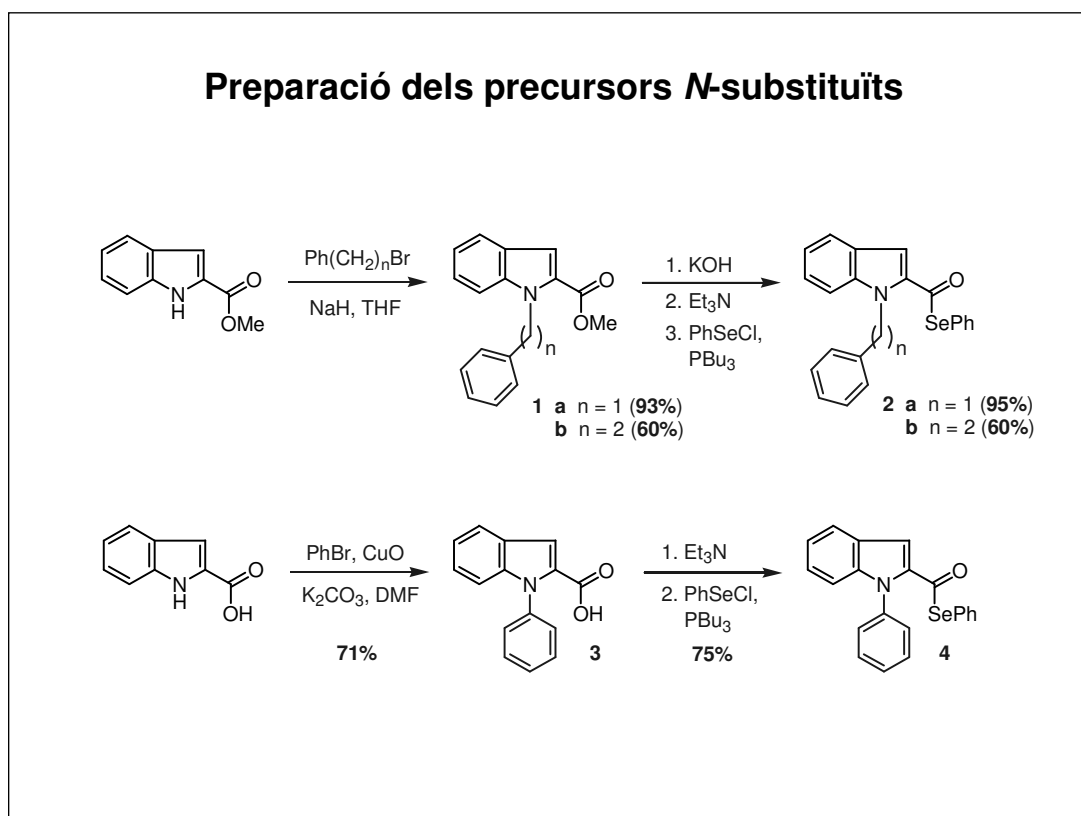 Preparació dels precursors N-substituïts
N
H
O
OMe
Ph(CH2)nBr
NaH, THF
N
O
OMe
( )n
1 a n = 1 (93%)
b n = 2 (60%)
1. KOH
2. Et3N
3. PhSeCl,
PBu3
N
O
SePh
( )n
2 a n = 1 (95%)
b n = 2 (60%)
N
H
O
OH
PhBr, CuO
K2CO3, DMF
71%
N
O
OH
3
1. Et3N
2. PhSeCl,
PBu3
75%
N
O
SePh
4